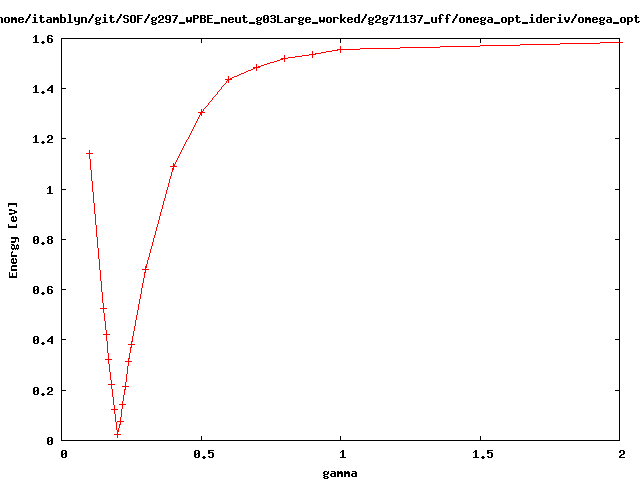 home/itamblyn/git/SOF/g297_wPBE_neut_g03Large_worked/g2g71137_uff/omega_opt_ideriv/omega_opt
1.6
1.4
1.2
1
0.8
0.6
0.4
0.2
0
Energy [eV]
0 0.5 1 1.5 2
gamma